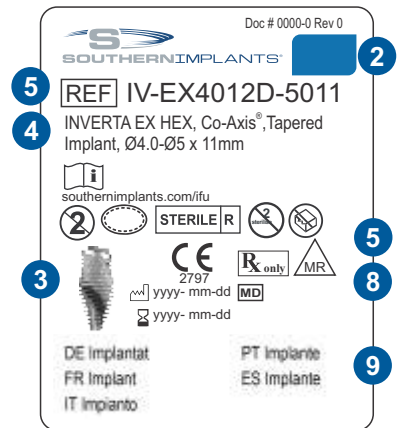 Doc # 0000-0 Rev 0
SOUTHERNIMPLANTS®
2
5
REF IV-EX4012D-5011
4
INVERTA EX HEX, Co-Axis®,Tapered
Implant, Ø4.0-Ø5 x 11mm
i
southernimplants.com/ifu
2 STERILE R 2 sterilize
5
3
CE
2797
Rx only
MR
8
yyyy- mm-dd MD
yyyy- mm-dd
DE Implantat
PT Implante
9
FR Implant
ES Implante
IT Impianto